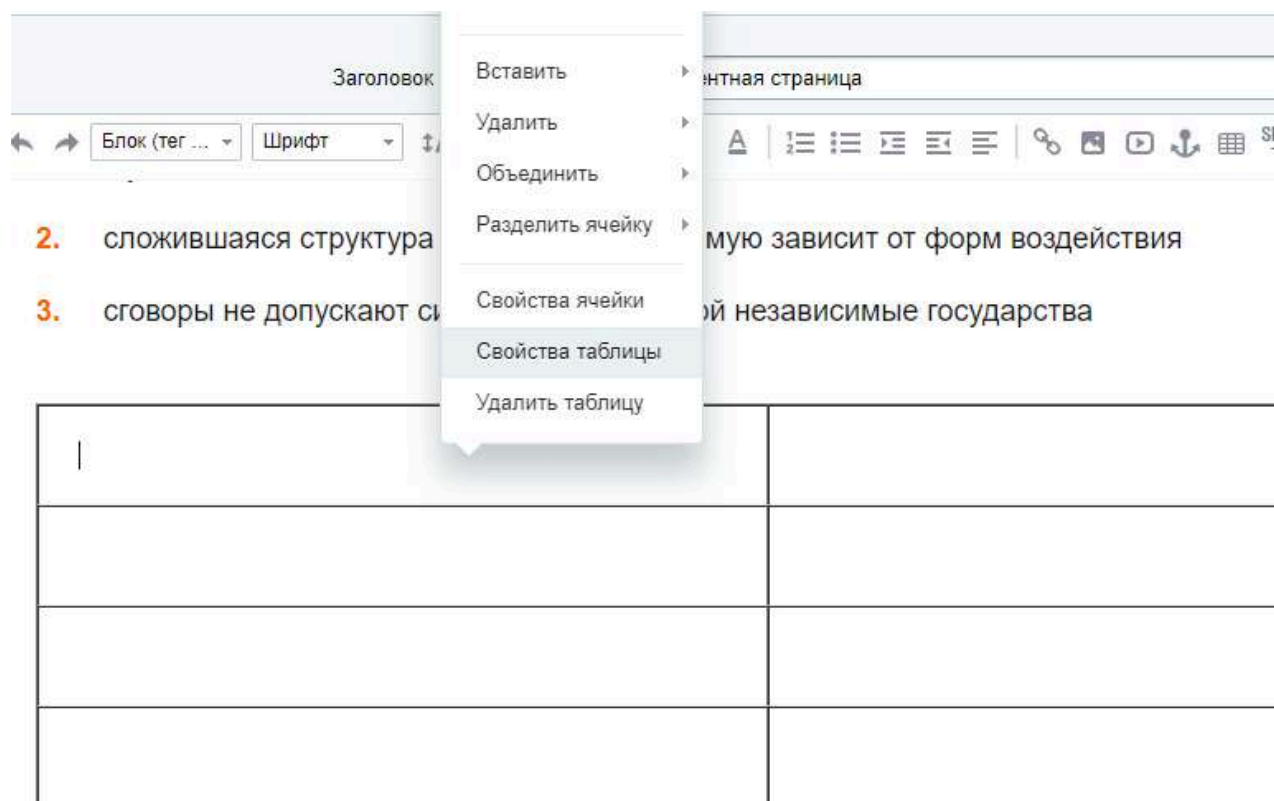 Вставить
Заголовок нтная страница
Удалить
Блок (тег ... Шрифт
Объединить
Разделить ячейку
2. сложившаяся структура мую зависит от форм воздействия
Свойства ячейки
3. сговоры не допускают си ой независимые государства
Свойства таблицы
Удалить таблицу